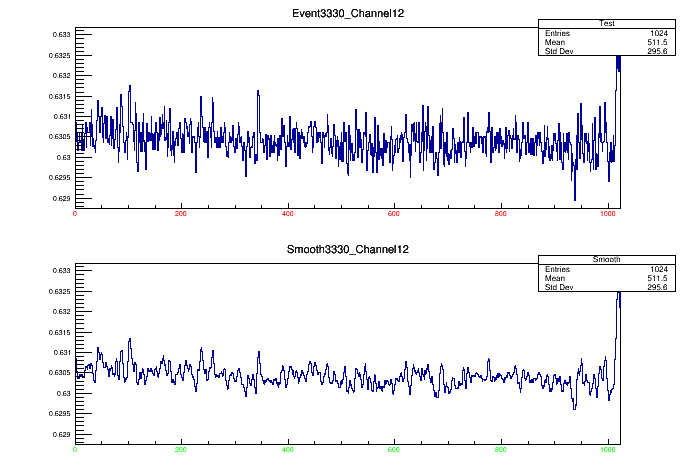 Event3330_Channel12
Test
Entries 1024
Mean 511.5
Std Dev 295.6
0.633
0.6325
0.632
0.6315
0.631
0.6305
0.63
0.6295
0.629
0 200 400 600 800 1000
Smooth3330_Channel12
Smooth
Entries 1024
Mean 511.5
Std Dev 295.6
0.633
0.6325
0.632
0.6315
0.631
0.6305
0.63
0.6295
0.629
0 200 400 600 800 1000